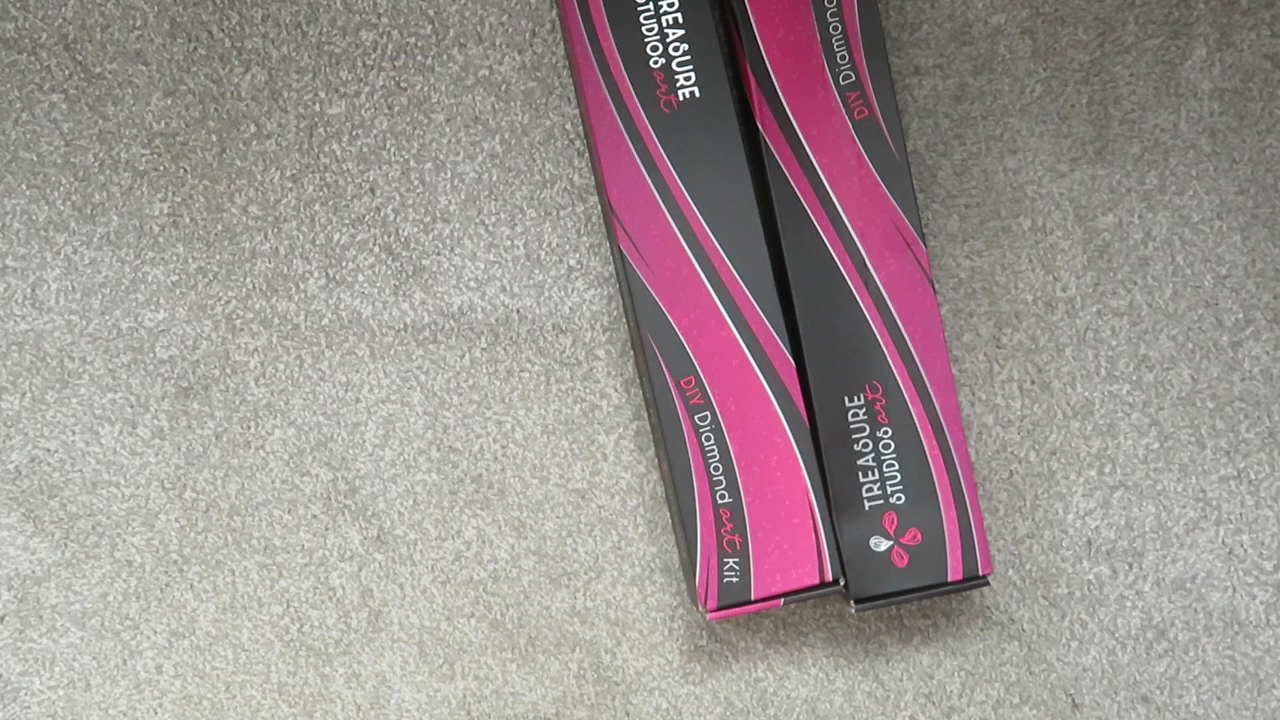 TREASURE
STUDIOS art
DIY Diamond art Kit
DIY Diamond
TREASURE
STUDIOS art